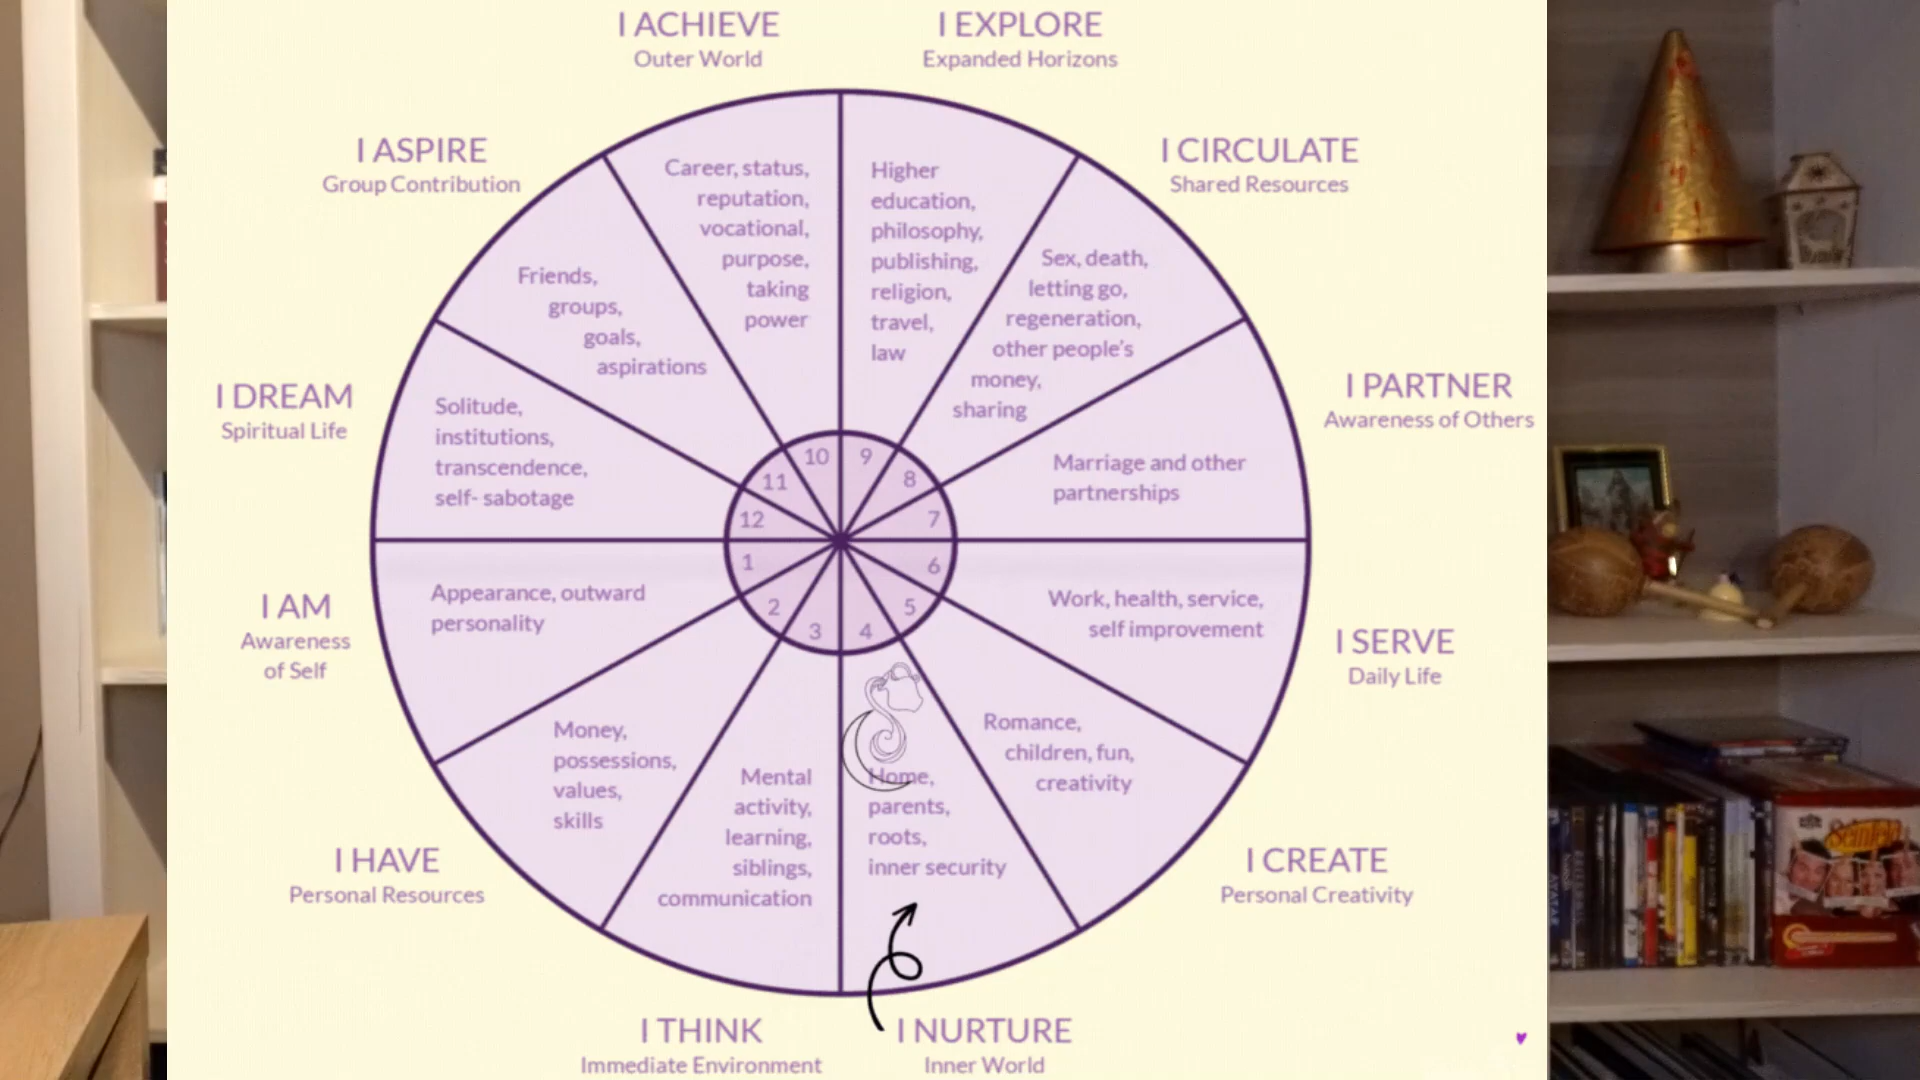 I ACHIEVE
Outer World
I EXPLORE
Expanded Horizons
I ASPIRE
Group Contribution
I CIRCULATE
Shared Resources
Career, status,
reputation,
vocational,
purpose,
taking
power
Higher
education,
philosophy,
publishing,
religion,
travel,
law
Friends,
groups,
goals,
aspirations
Sex, death,
letting go,
regeneration,
other people's
money,
sharing
I DREAM
Spiritual Life
Solitude,
institutions,
transcendence,
self- sabotage
I PARTNER
Awareness of Others
Marriage and other
partnerships
10
9
11
8
12
7
1
6
2
5
3
4
I AM
Awareness
of Self
Appearance, outward
personality
Work, health, service,
self improvement
I SERVE
Daily Life
Money,
possessions,
values,
skills
Mental
activity,
learning,
siblings,
communication
Home,
parents,
roots,
inner security
Romance,
children, fun,
creativity
I HAVE
Personal Resources
I CREATE
Personal Creativity
I THINK
Immediate Environment
I NURTURE
Inner World
Seinfeld
AVATAR